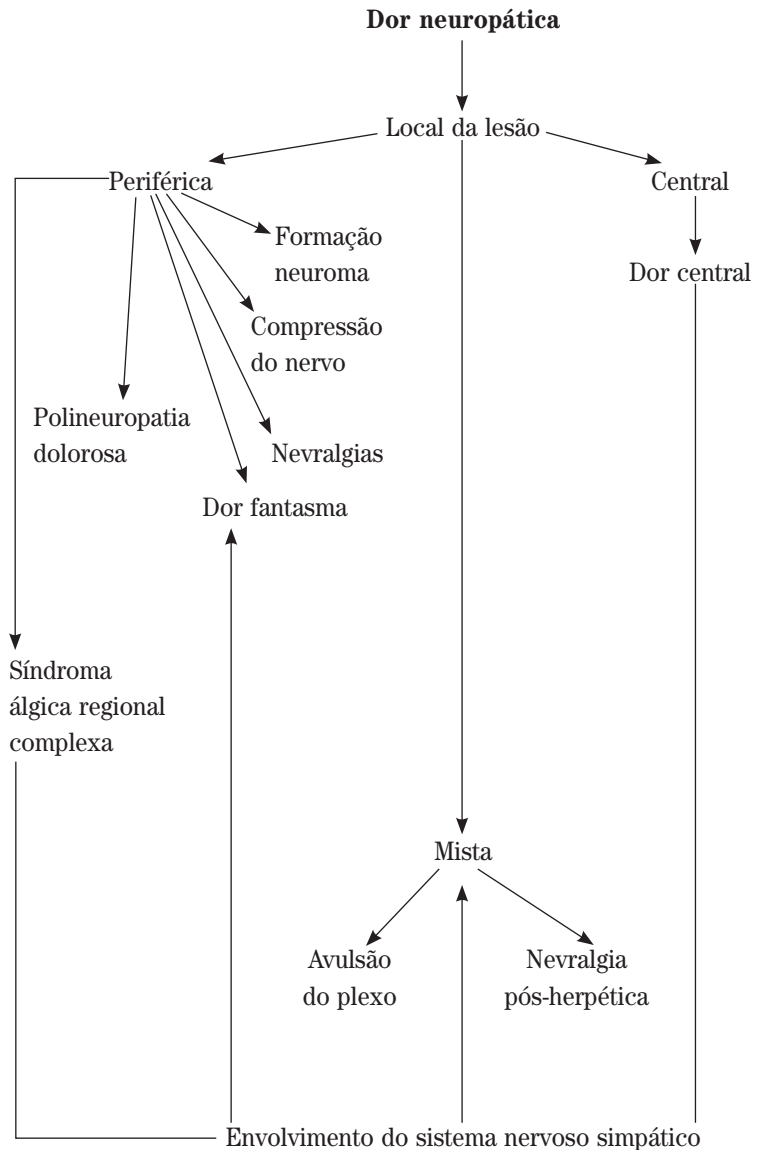 Dor neuropática
Local da lesão
Periférica
Central
Formação
neuroma
Dor central
Compressão
do nervo
Polineuropatia
dolorosa
Nevralgias
Dor fantasma
Síndroma
álgica regional
complexa
Mista
Avulsão
do plexo
Nevralgia
pós-herpética
Envolvimento do sistema nervoso simpático